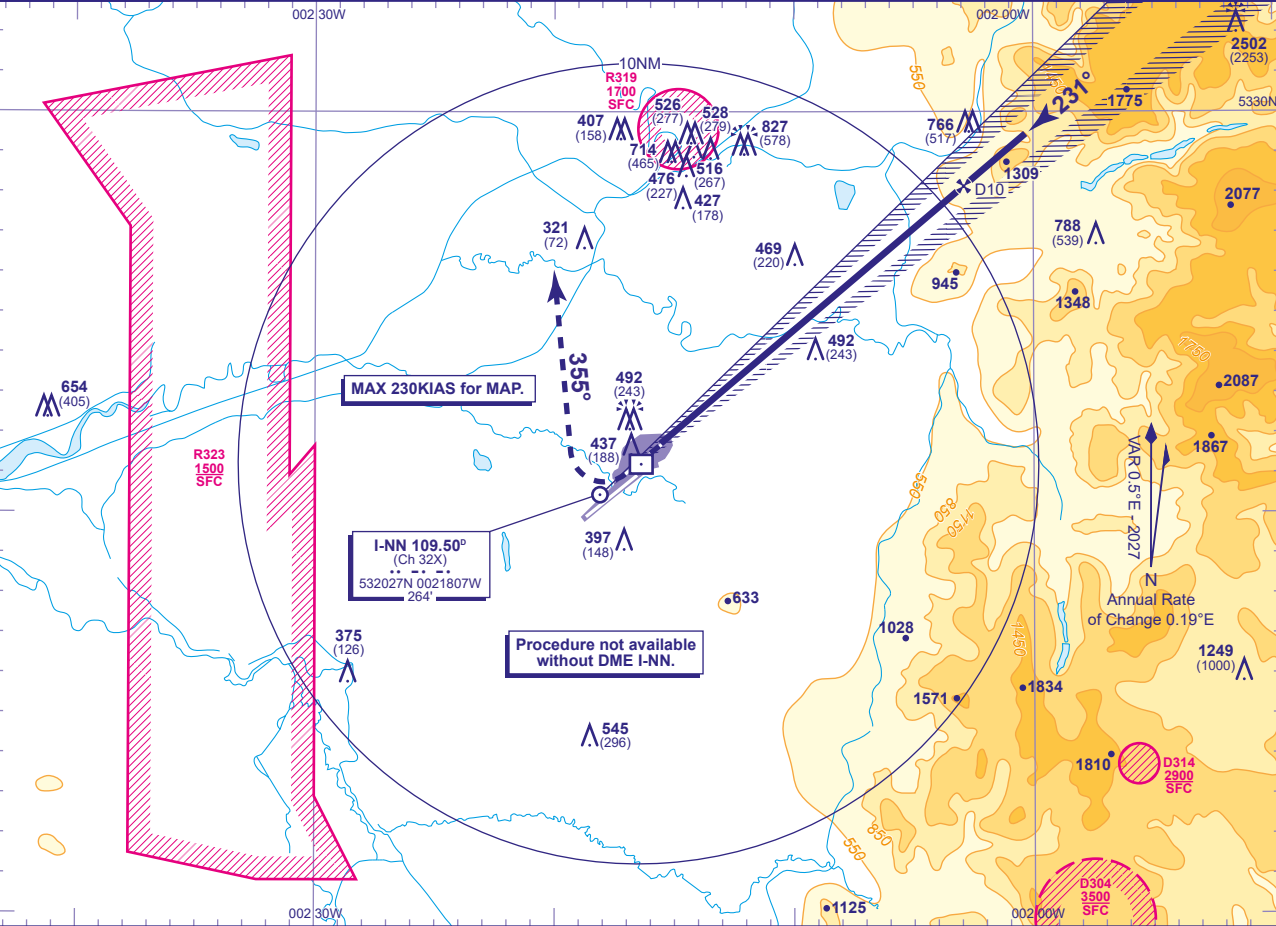 002 30W
002 00W
2502
(2253)
10NM
R319
1700
SFC
550
1775
231°
5330N
526
(277)
528
(279)
407
(158)
827
(578)
766
(517)
714
(465)
516
(267)
1309
476
(227)
427
(178)
D10
2077
321
(72)
788
(539)
469
(220)
945
1348
492
(243)
1750
2087
355°
MAX 230KIAS for MAP.
492
(243)
654
(405)
437
(188)
1867
VAR 0.5°E - 2027
R323
1500
SFC
550
850
1150
I-NN 109.50ᴰ
(Ch 32X)
·· –· –·
532027N 0021807W
264'
397
(148)
N
Annual Rate
of Change 0.19°E
633
1028
1450
375
(126)
Procedure not available
without DME I-NN.
1249
(1000)
1834
1571
545
(296)
1810
D314
2900
SFC
850
550
D304
3500
SFC
1125
002 30W
002 00W